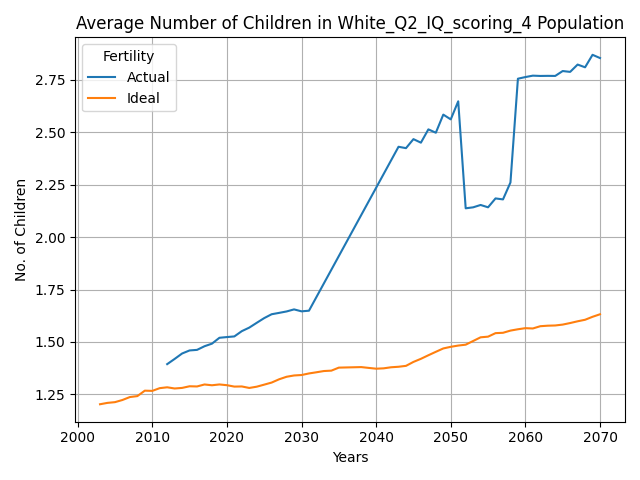 Average Number of Children in White_Q2_IQ_scoring_4 Population
Fertility
Actual
Ideal
No. of Children
2.75
2.50
2.25
2.00
1.75
1.50
1.25
2000 2010 2020 2030 2040 2050 2060 2070
Years